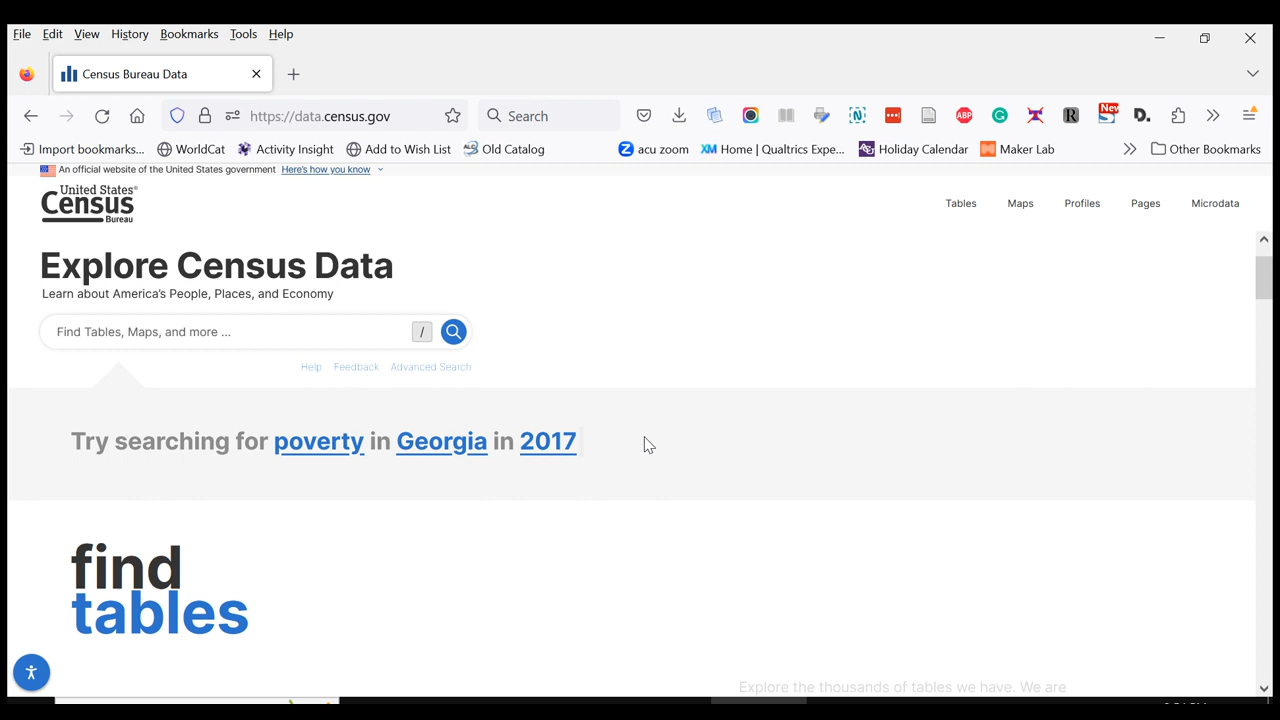 File Edit View History Bookmarks Tools Help
Census Bureau Data
https://data.census.gov
Search
New
ABP
Import bookmarks... WorldCat Activity Insight Add to Wish List Old Catalog acu zoom Home | Qualtrics Expe... Holiday Calendar Maker Lab Other Bookmarks
An official website of the United States government Here's how you know
United States®
Census
Bureau
Tables Maps Profiles Pages Microdata
Explore Census Data
Learn about America's People, Places, and Economy
Find Tables, Maps, and more ... /
Help Feedback Advanced Search
Try searching for poverty in Georgia in 2017
find
tables
Explore the thousands of tables we have. We are